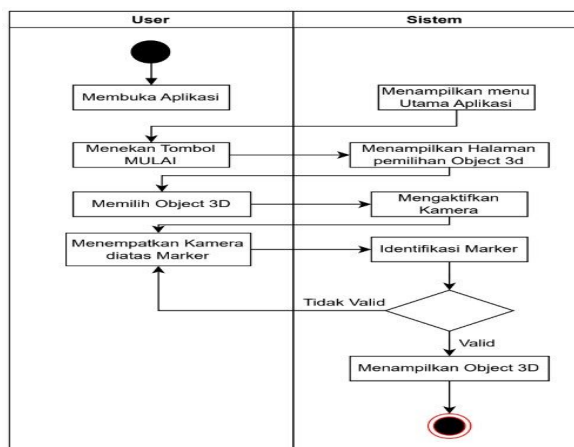 User
Sistem
Membuka Aplikasi
Menampilkan menu
Utama Aplikasi
Menekan Tombol
MULAI
Menampilkan Halaman
pemilihan Object 3d
Memilih Object 3D
Mengaktifkan
Kamera
Menempatkan Kamera
diatas Marker
Identifikasi Marker
Tidak Valid
Valid
Menampilkan Object 3D